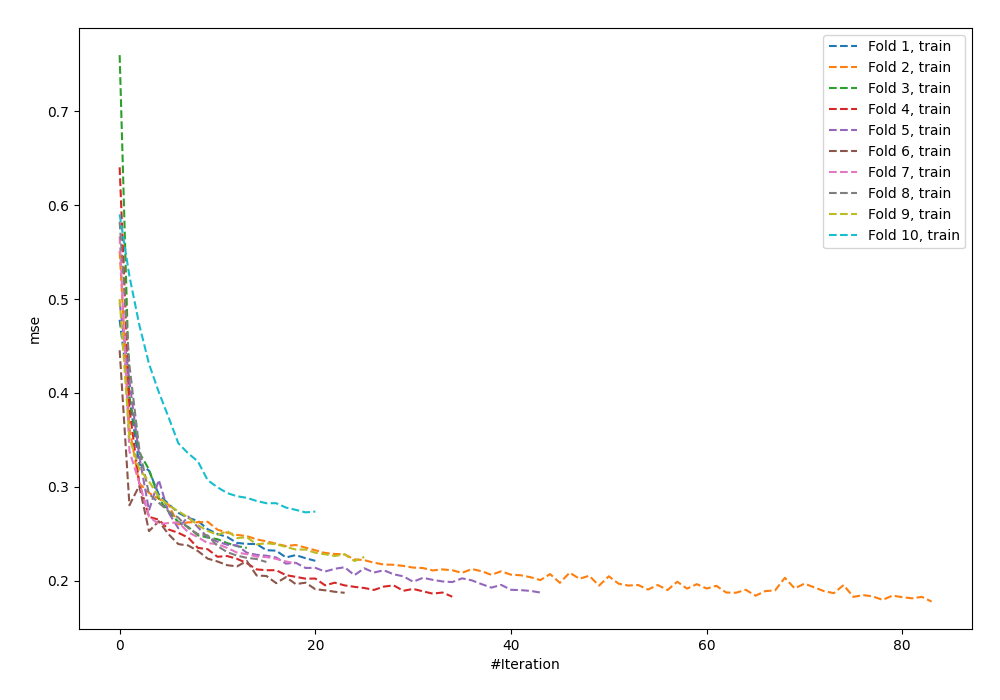 Fold 1, train
Fold 2, train
Fold 3, train
Fold 4, train
Fold 5, train
Fold 6, train
Fold 7, train
Fold 8, train
Fold 9, train
Fold 10, train
mse
0.7
0.6
0.5
0.4
0.3
0.2
0
20
40
60
80
#Iteration